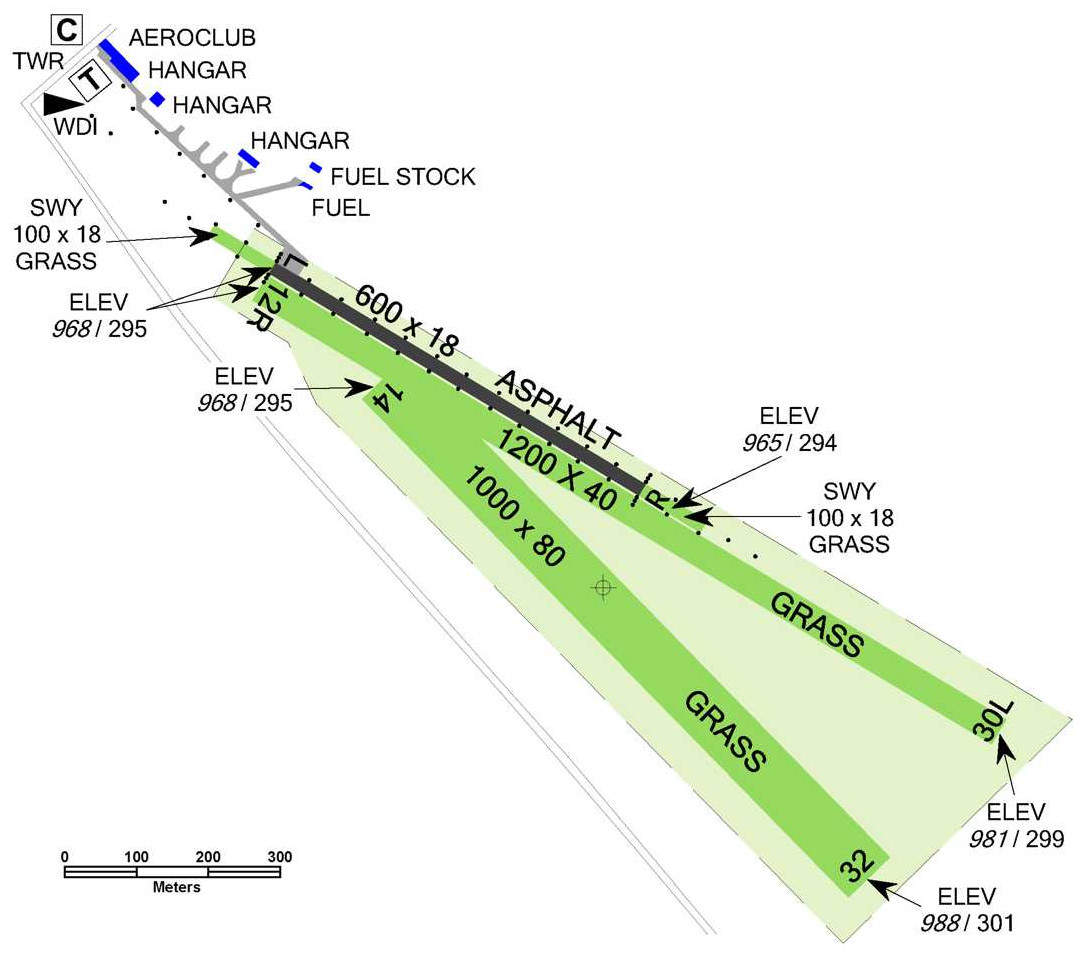 C
AEROCLUB
TWR
T
HANGAR
HANGAR
WDI
HANGAR
FUEL STOCK
FUEL
SWY
100 x 18
GRASS
L
ELEV
968 / 295
12R
600 x 18
ELEV
968 / 295
14
ASPHALT
ELEV
965 / 294
1200 X 40
R
SWY
100 x 18
GRASS
1000 x 80
GRASS
GRASS
30L
ELEV
981 / 299
32
ELEV
988 / 301
0 100 200 300
Meters